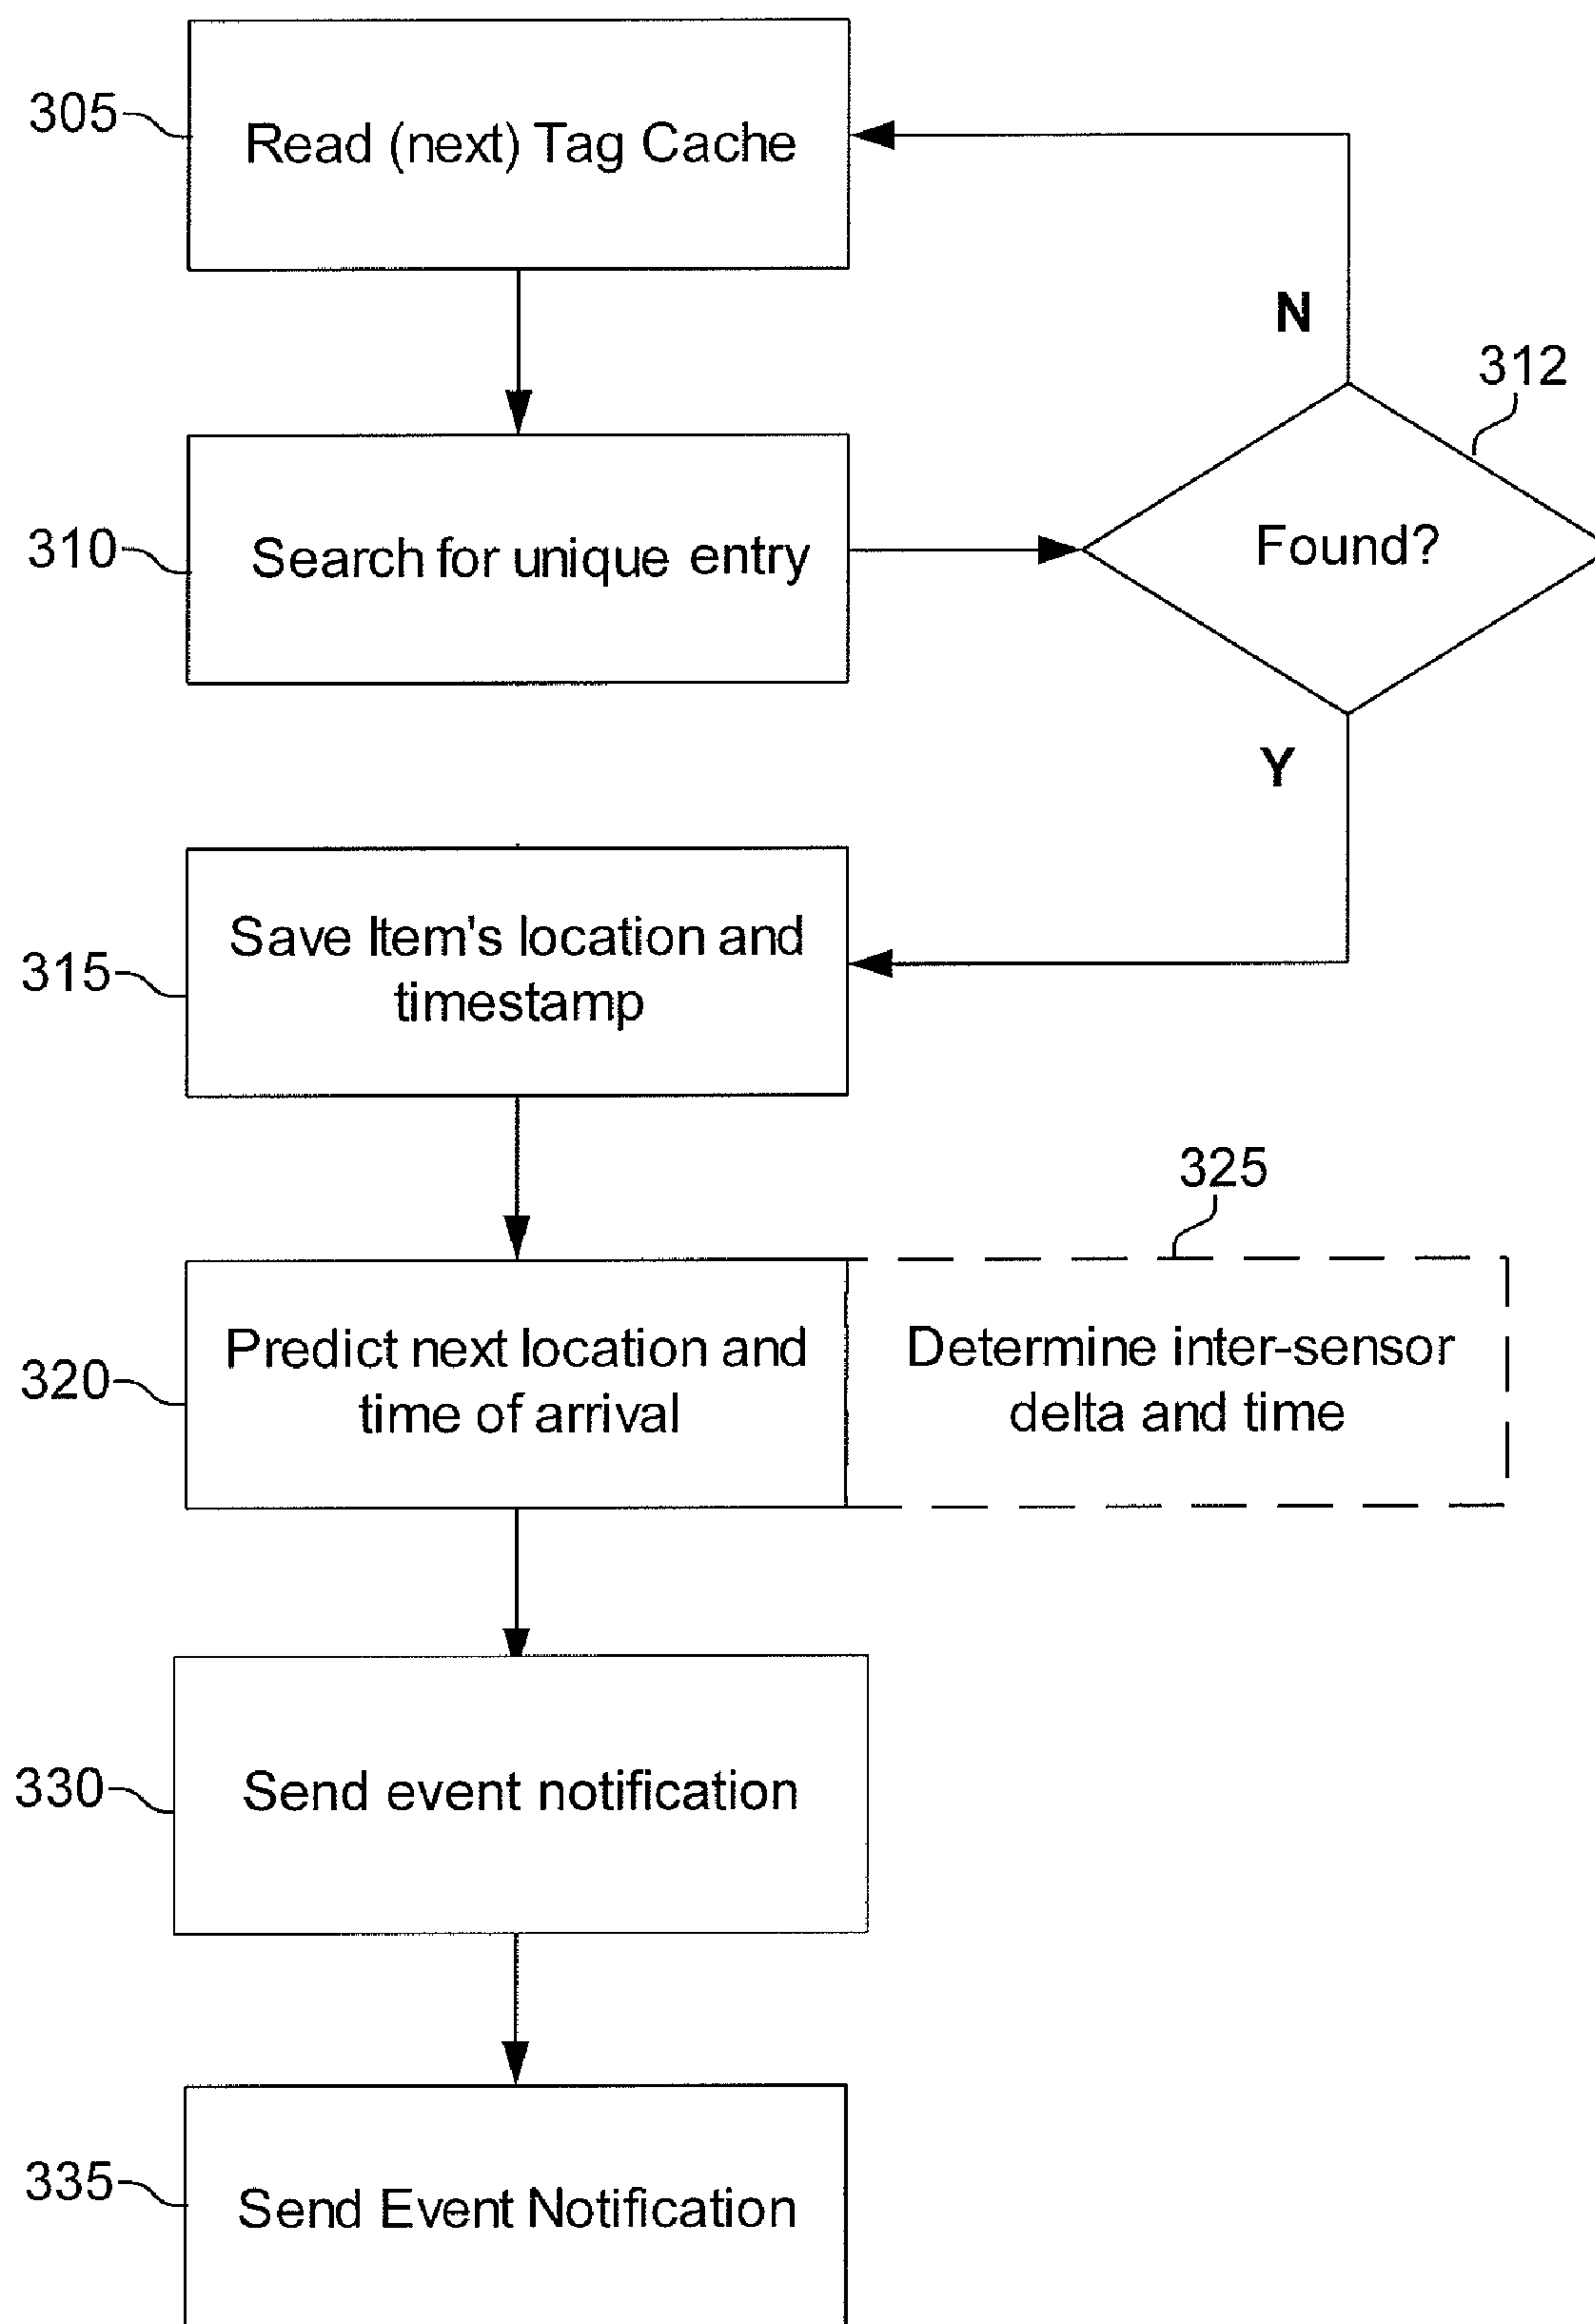 305
Read (next) Tag Cache
N
312
310
Search for unique entry
Found?
Y
315
Save Item's location and
timestamp
325
320
Predict next location and
time of arrival
Determine inter-sensor
delta and time
330
Send event notification
335
Send Event Notification